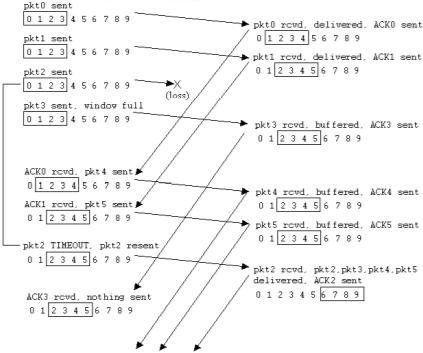 pkt0 sent
0 1 2 3 4 5 6 7 8 9
pkt1 sent
0 1 2 3 4 5 6 7 8 9
pkt2 sent
0 1 2 3 4 5 6 7 8 9
pkt3 sent, window full
0 1 2 3 4 5 6 7 8 9
ACK0 rcvd, pkt4 sent
0 1 2 3 4 5 6 7 8 9
ACK1 rcvd, pkt5 sent
0 1 2 3 4 5 6 7 8 9
pkt2 TIMEOUT, pkt2 resent
0 1 2 3 4 5 6 7 8 9
ACK3 rcvd, nothing sent
0 1 2 3 4 5 6 7 8 9
X
(loss)
pkt0 rcvd, delivered, ACK0 sent
0 1 2 3 4 5 6 7 8 9
pkt1 rcvd, delivered, ACK1 sent
0 1 2 3 4 5 6 7 8 9
pkt3 rcvd, buffered, ACK3 sent
0 1 2 3 4 5 6 7 8 9
pkt4 rcvd, buffered, ACK4 sent
0 1 2 3 4 5 6 7 8 9
pkt5 rcvd, buffered, ACK5 sent
0 1 2 3 4 5 6 7 8 9
pkt2 rcvd, pkt2,pkt3,pkt4,pkt5
delivered, ACK2 sent
0 1 2 3 4 5 6 7 8 9